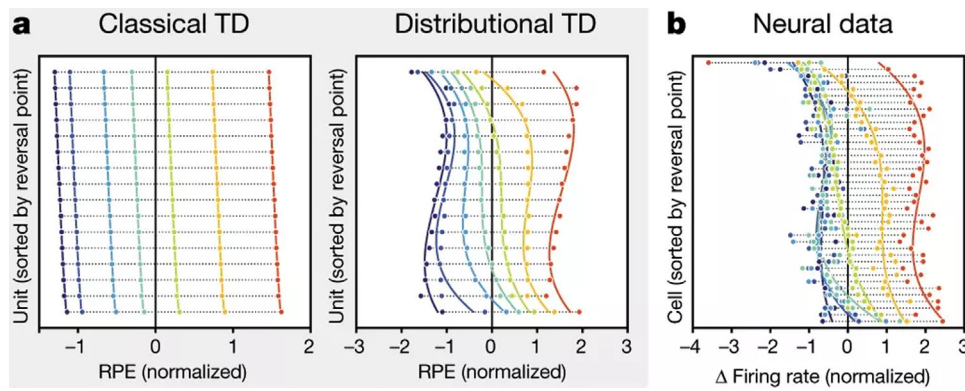 a
Classical TD
Distributional TD
b
Neural data
Unit (sorted by reversal point)
−1
0
1
2
RPE (normalized)
Unit (sorted by reversal point)
−3
−2
−1
0
1
2
3
RPE (normalized)
Cell (sorted by reversal point)
−4
−3
−2
−1
0
1
2
3
Δ Firing rate (normalized)